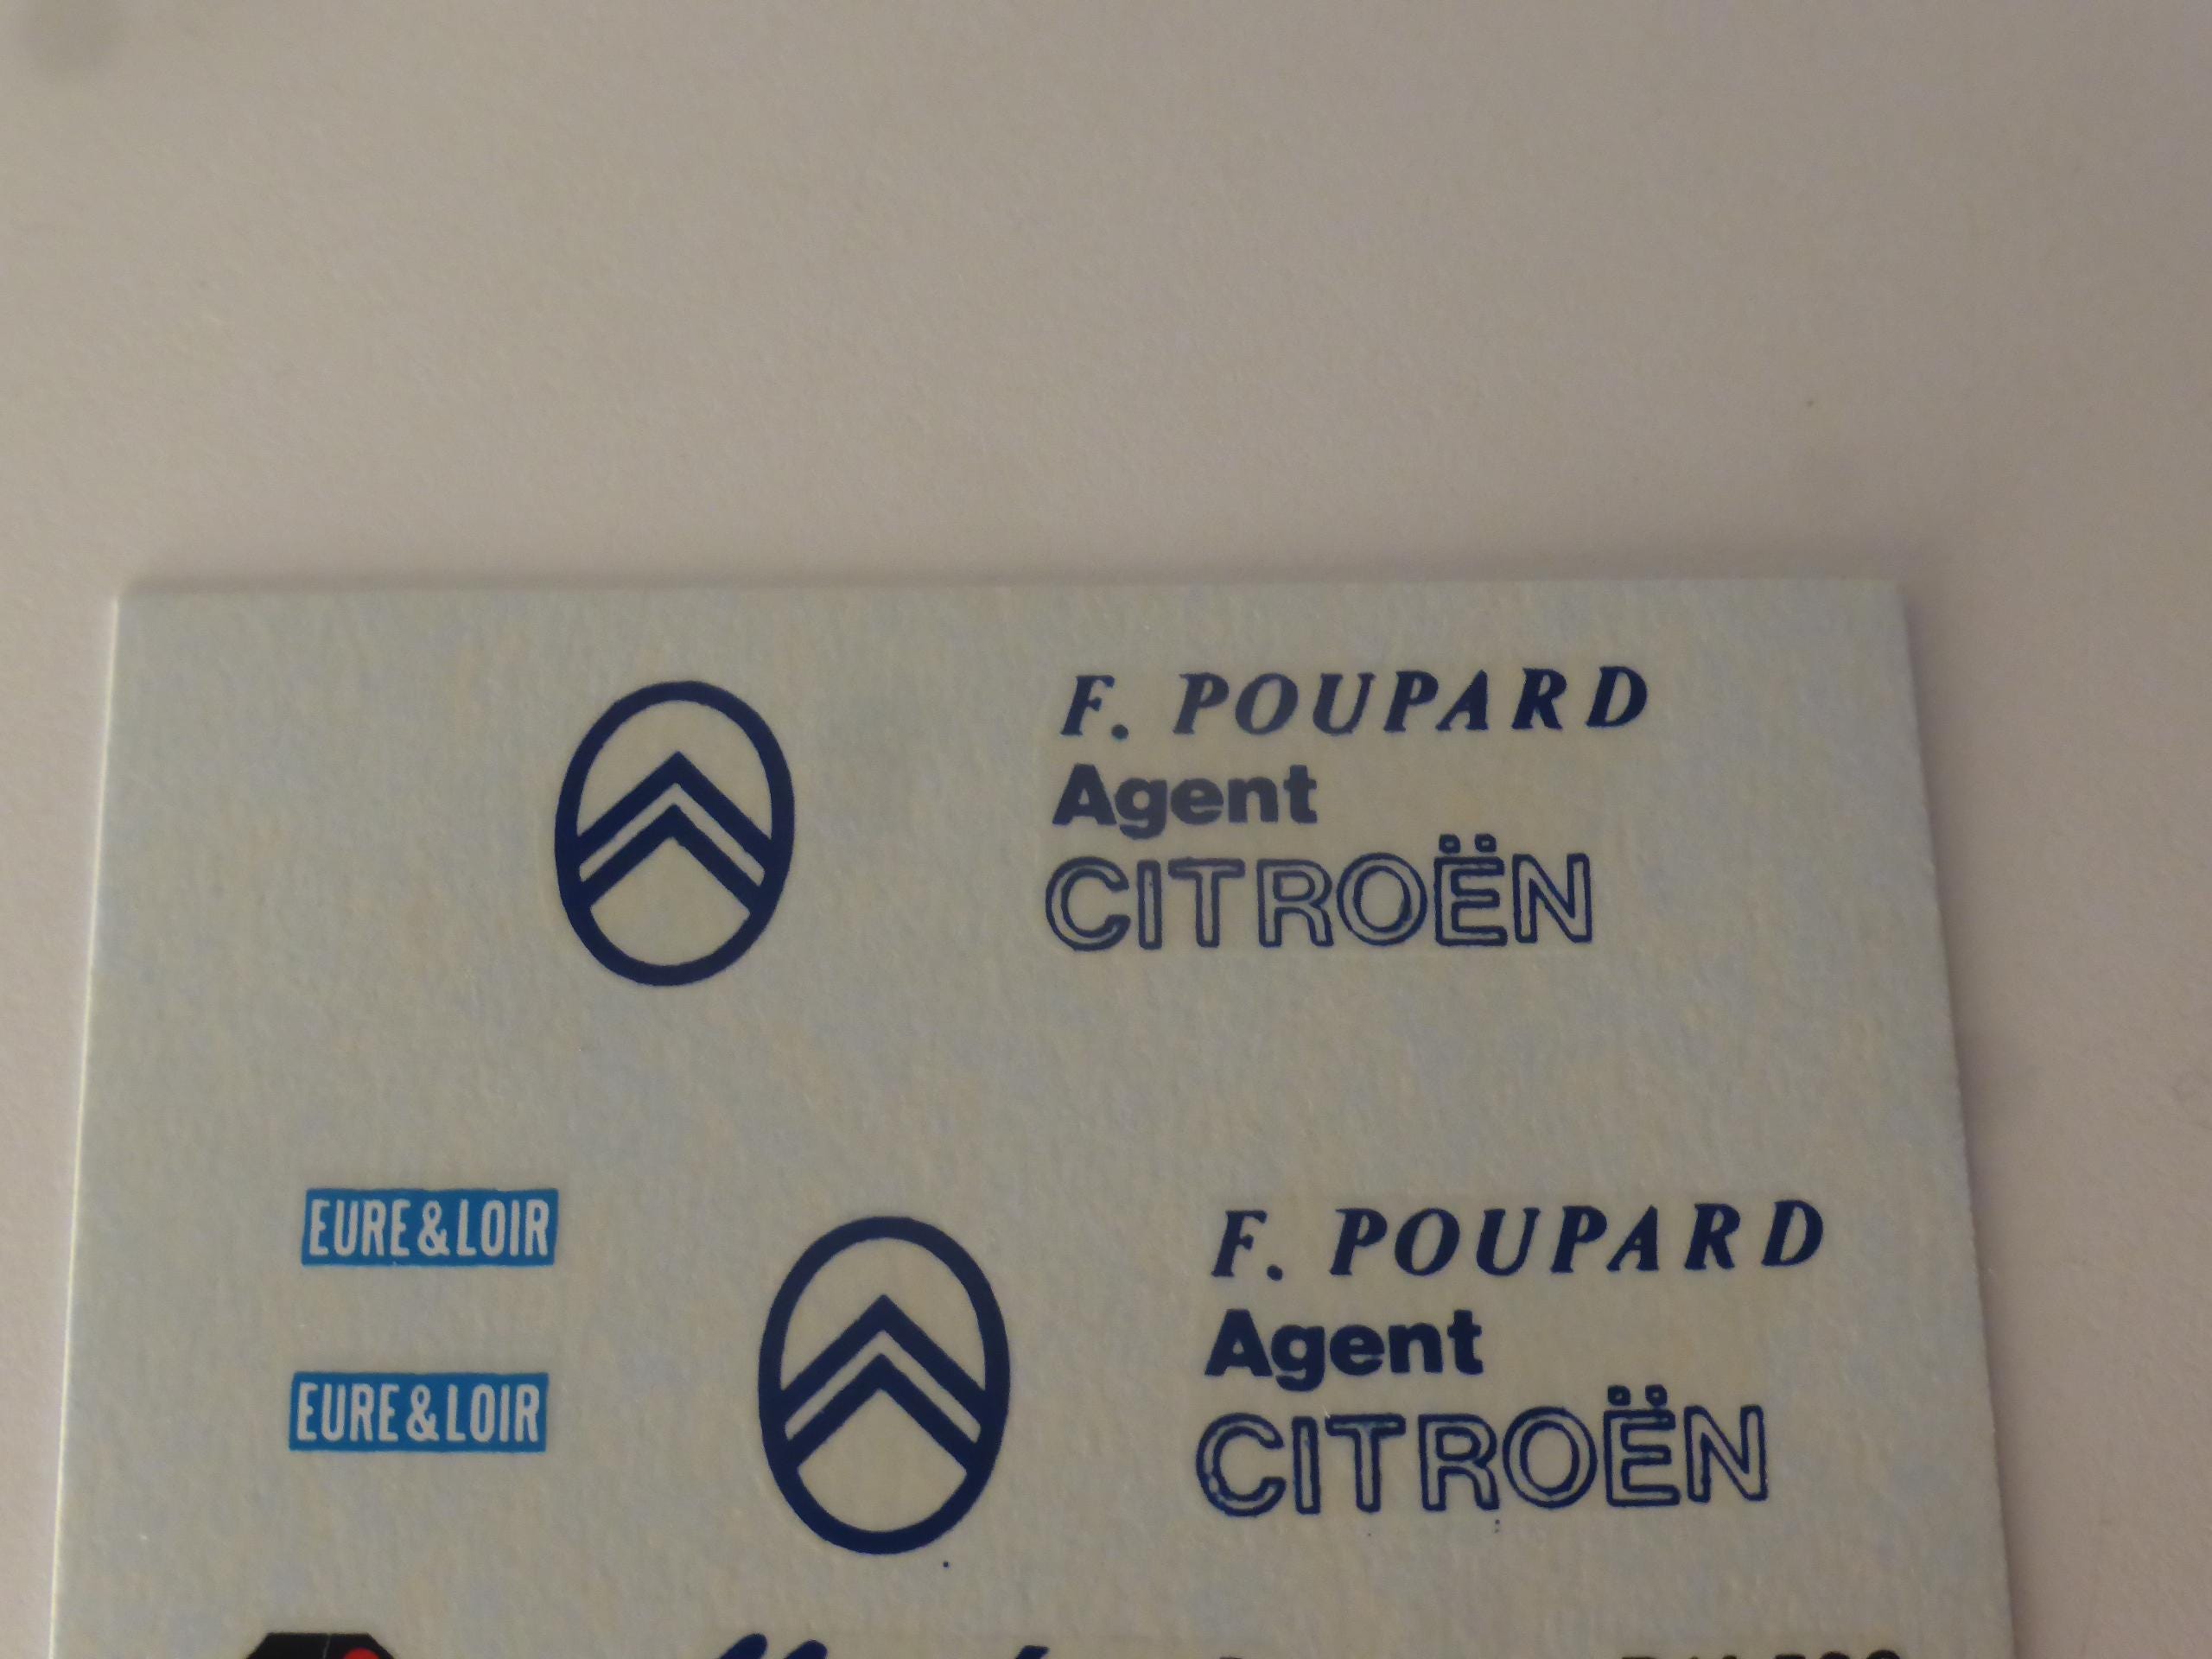 F. POUPARD
Agent
CITROËN
EURE & LOIR
EURE & LOIR
F. POUPARD
Agent
CITROËN